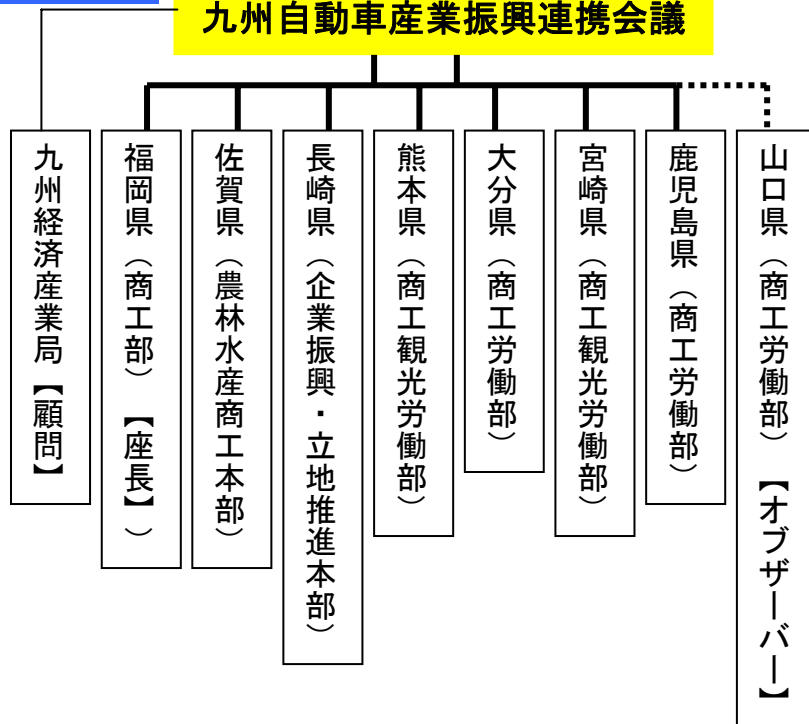 九州自動車産業振興連携会議
九州経済産業局【顧問】
福岡県（商工部）　【座長】）
佐賀県（農林水産商工本部）
長崎県（企業振興・立地推進本部）
熊本県（商工観光労働部）
大分県（商工労働部）
宮崎県（商工観光労働部）
鹿児島県（商工労働部）
山口県（商工労働部）　【オブザーバー】